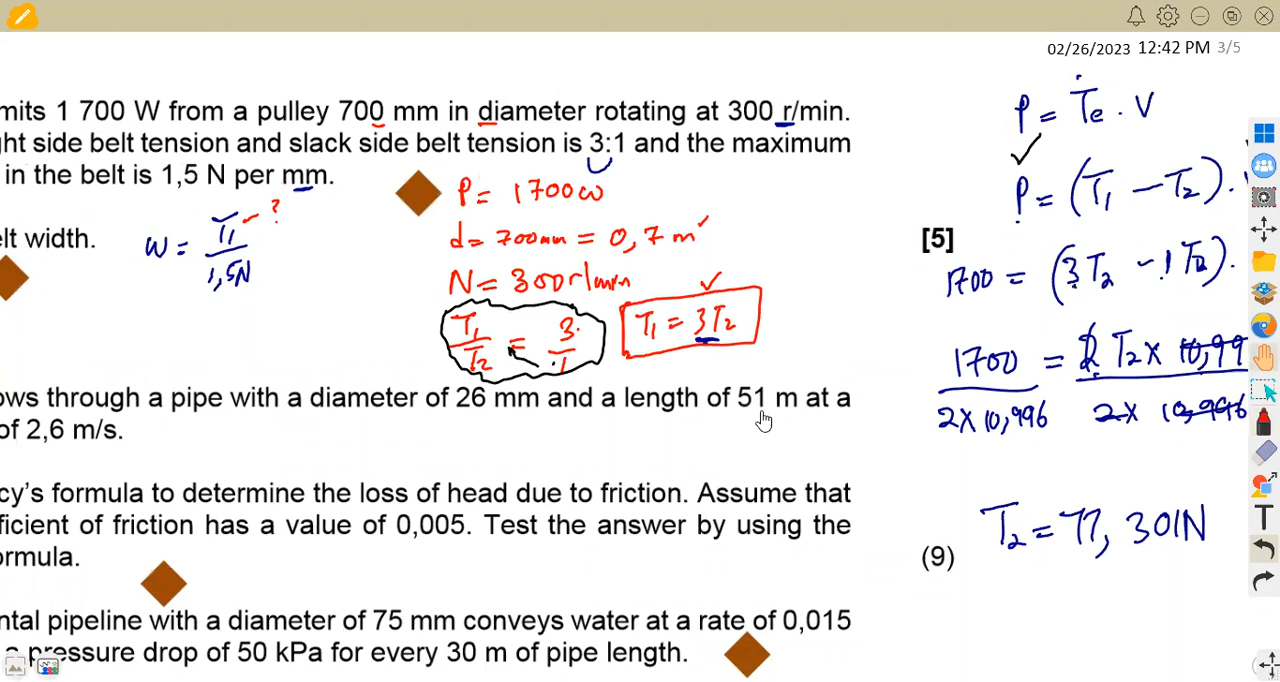 02/26/2023 12:42 PM 3/5
mits 1 700 W from a pulley 700 mm in diameter rotating at 300 r/min.
ht side belt tension and slack side belt tension is 3:1 and the maximum
in the belt is 1,5 N per mm.
elt width.
W = T₁ / 1,5N
?
P = 1700W
d = 700mm = 0,7 m
N = 300 r/min
T₁ / T₂ = 3 / 1
T₁ = 3T₂
[5]
P = Te . V
P = (T₁ - T₂) .
1700 = (3T₂ - 1T₂) .
1700 / 2 x 10,996 = 2 T₂ x 10,99 / 2 x 10,996
T₂ = 77,301N
ows through a pipe with a diameter of 26 mm and a length of 51 m at a
of 2,6 m/s.
cy's formula to determine the loss of head due to friction. Assume that
fficient of friction has a value of 0,005. Test the answer by using the
ormula.
(9)
ntal pipeline with a diameter of 75 mm conveys water at a rate of 0,015
a pressure drop of 50 kPa for every 30 m of pipe length.